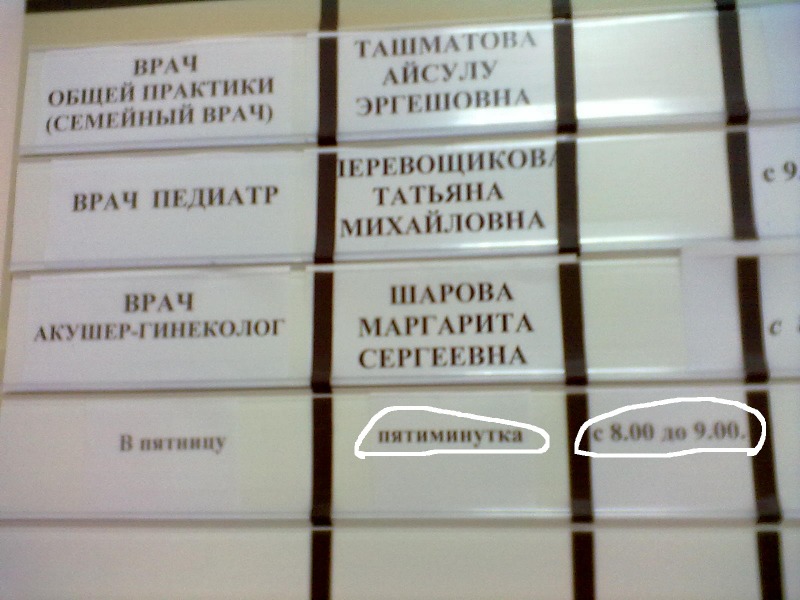 ВРАЧ
ОБЩЕЙ ПРАКТИКИ
(СЕМЕЙНЫЙ ВРАЧ)
ТАШМАТОВА
АЙСУЛУ
ЭРГЕШОВНА
ВРАЧ ПЕДИАТР
ПЕРЕВОЩИКОВА
ТАТЬЯНА
МИХАЙЛОВНА
с 9.
ВРАЧ
АКУШЕР-ГИНЕКОЛОГ
ШАРОВА
МАРГАРИТА
СЕРГЕЕВНА
с
В пятницу
пятиминутка
с 8.00 до 9.00.